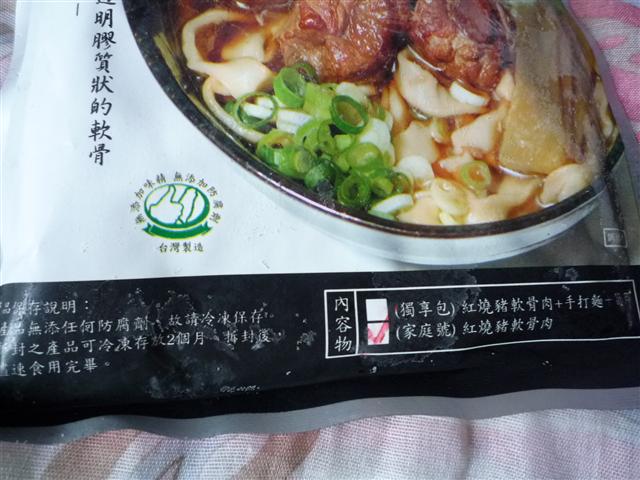 透明膠質狀的軟骨
無添加味精 無添加防腐劑
台灣製造
品保存說明：
產品無添任何防腐劑，故請冷凍保存。
封之產品可冷凍存放2個月，拆封後，
速食用完畢。
內容物
(獨享包) 紅燒豬軟骨肉+手打麵+
(家庭號) 紅燒豬軟骨肉